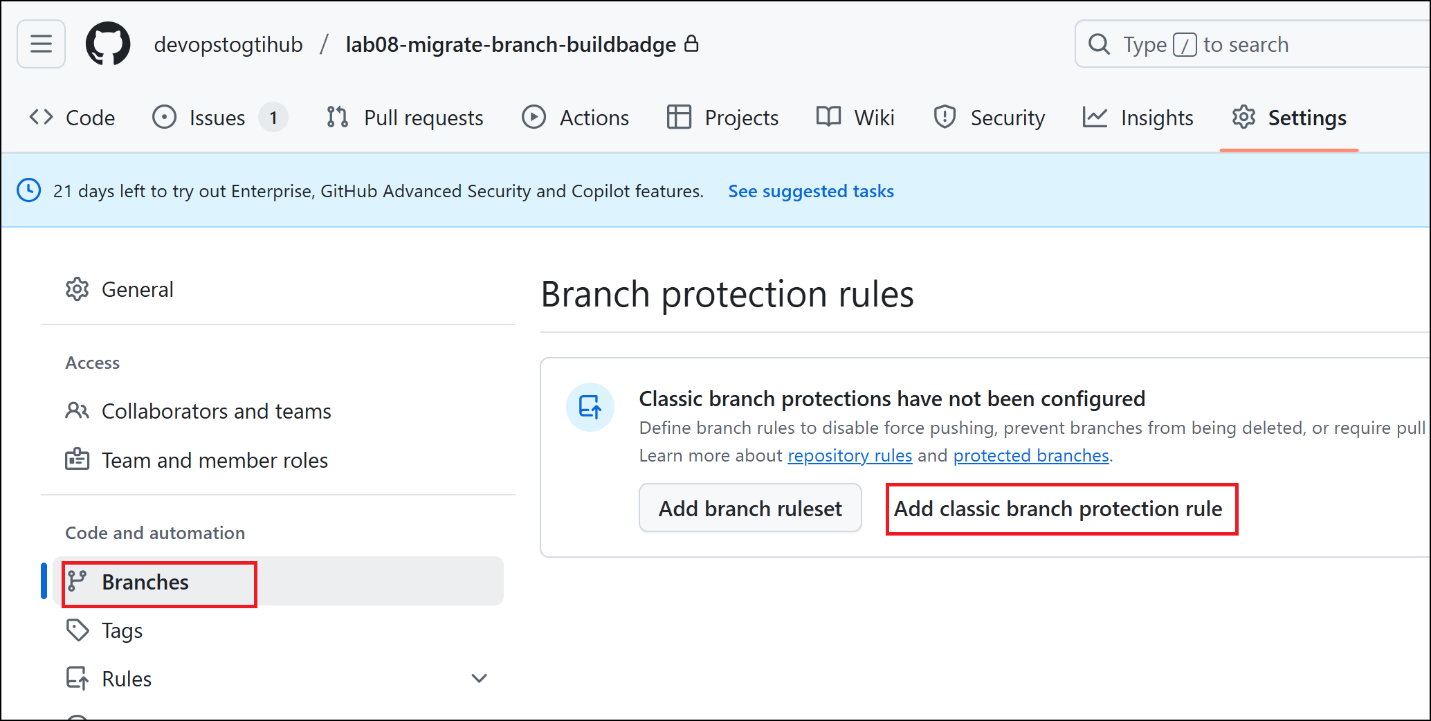 devopstogtihub / lab08-migrate-branch-buildbadge
Type / to search
Code Issues 1 Pull requests Actions Projects Wiki Security Insights Settings
21 days left to try out Enterprise, GitHub Advanced Security and Copilot features. See suggested tasks
General
Access
Collaborators and teams
Team and member roles
Code and automation
Branches
Tags
Rules
Branch protection rules
Classic branch protections have not been configured
Define branch rules to disable force pushing, prevent branches from being deleted, or require pull
Learn more about repository rules and protected branches.
Add branch ruleset Add classic branch protection rule